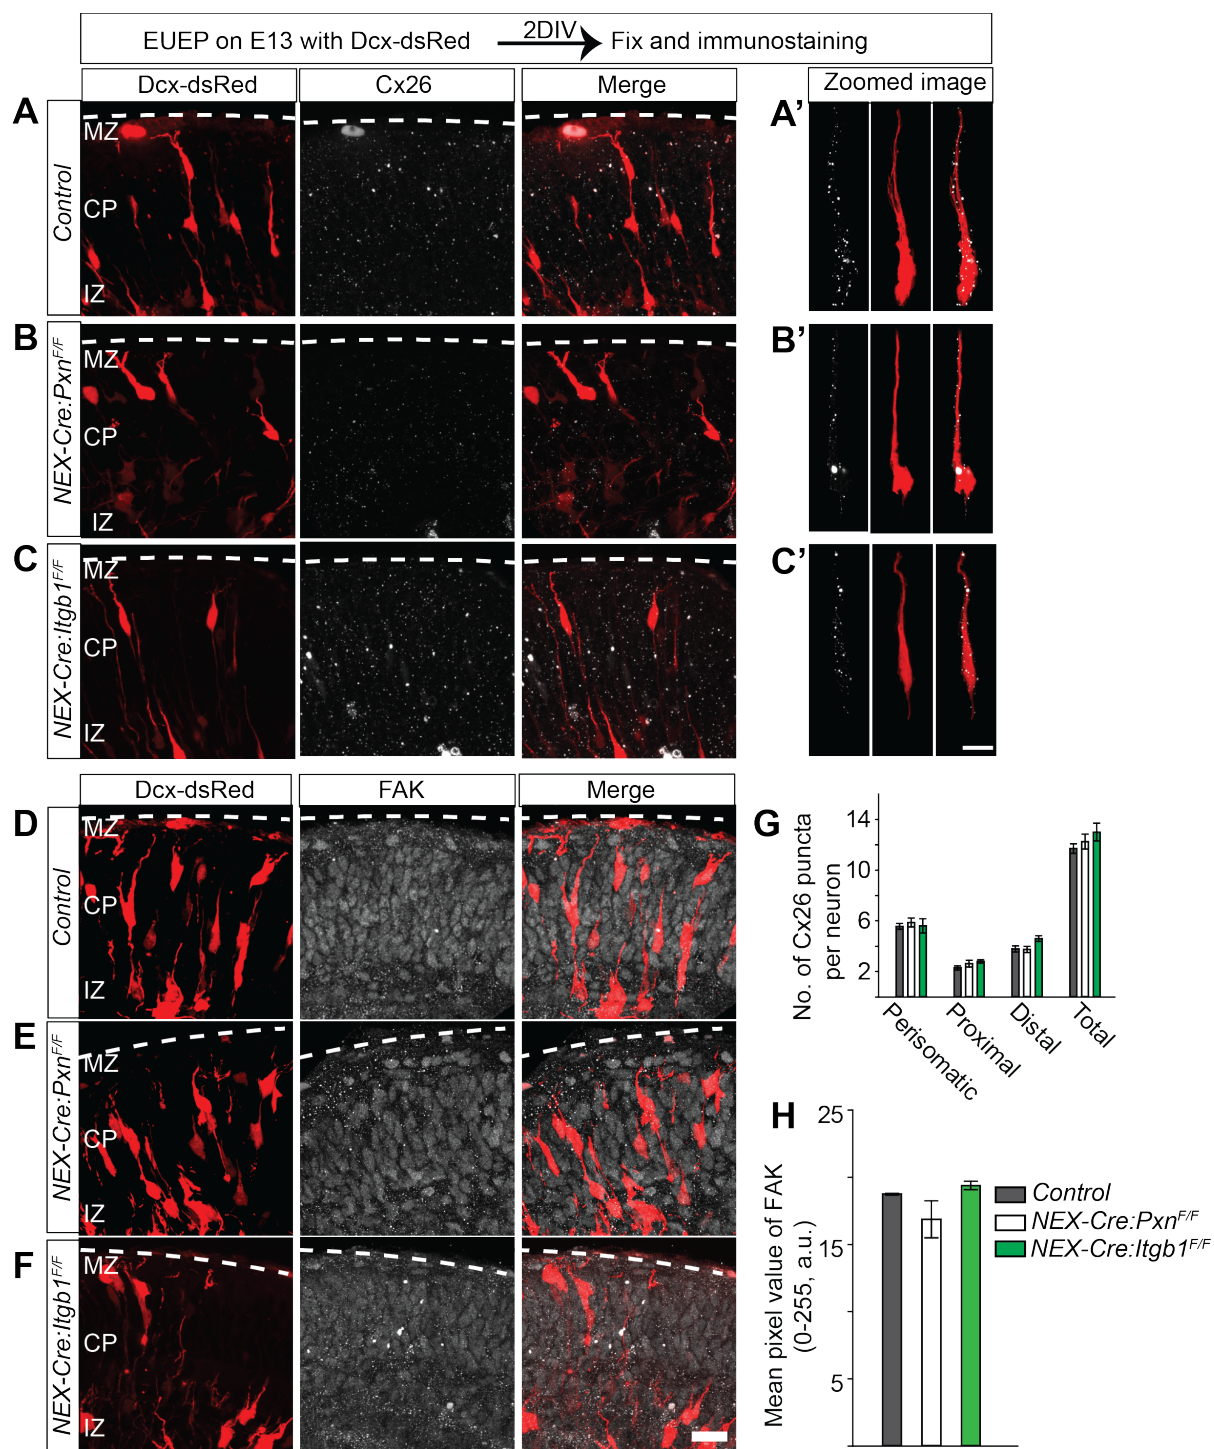 EUEP on E13 with Dcx-dsRed 2DIV Fix and immunostaining
Dcx-dsRed Cx26 Merge Zoomed image
A
MZ
CP
IZ
Control
A’
B
MZ
CP
IZ
NEX-Cre:Pxn^F/F
B’
C
MZ
CP
IZ
NEX-Cre:Itgb1^F/F
C’
Dcx-dsRed FAK Merge
D
MZ
CP
IZ
Control
E
MZ
CP
IZ
NEX-Cre:Pxn^F/F
F
MZ
CP
IZ
NEX-Cre:Itgb1^F/F
G
No. of Cx26 puncta
per neuron
14
10
6
2
Perisomatic
Proximal
Distal
Total
H
Mean pixel value of FAK
(0-255, a.u.)
25
15
5
Control
NEX-Cre:Pxn^F/F
NEX-Cre:Itgb1^F/F